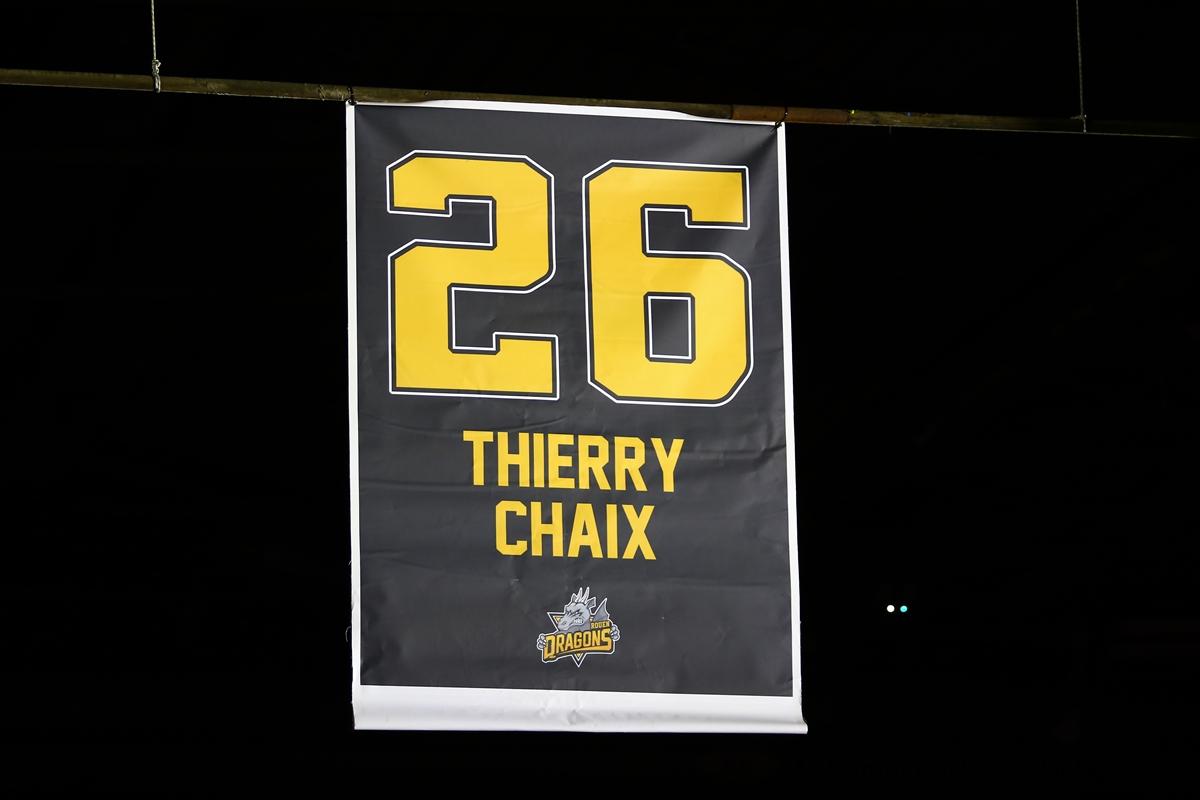 26
THIERRY
CHAIX
ROUEN
DRAGONS